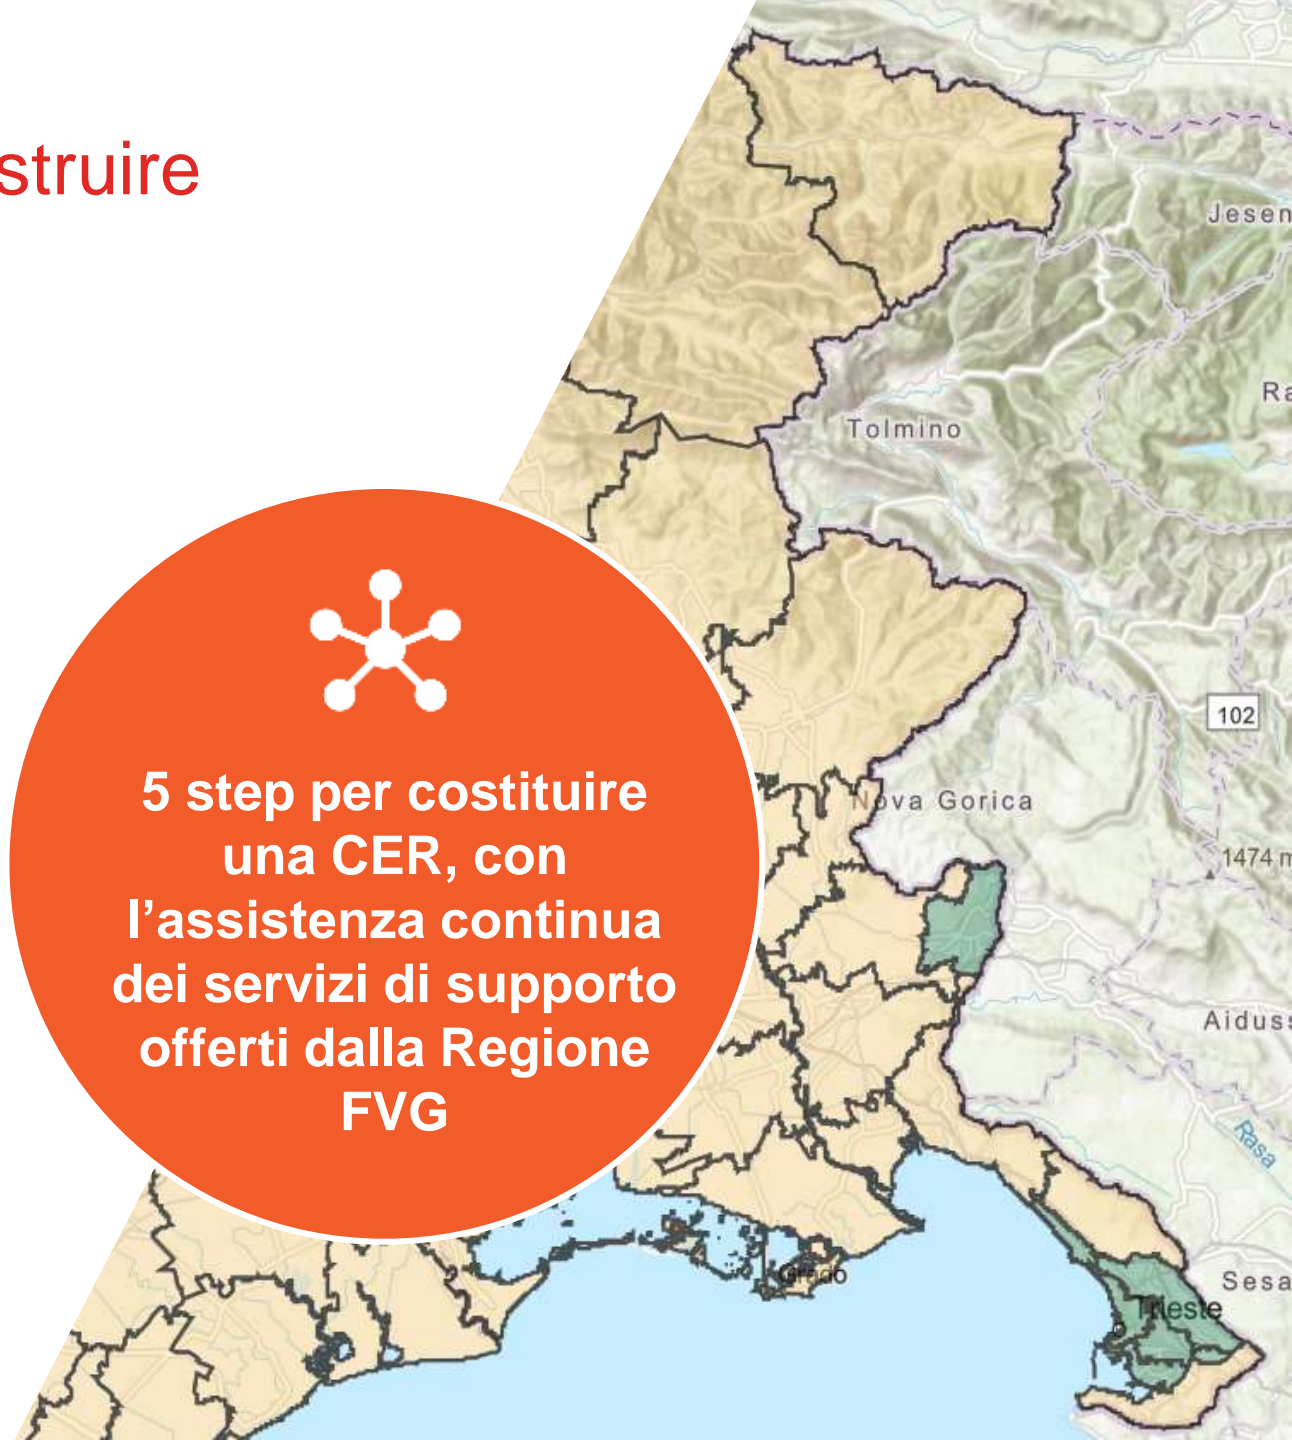 struire
Jesen
Ra
Tolmino
102
5 step per costituire
una CER, con
l’assistenza continua
dei servizi di supporto
offerti dalla Regione
FVG
Nova Gorica
1474 m
Aiduss
Rasa
Grado
Sesa
Trieste